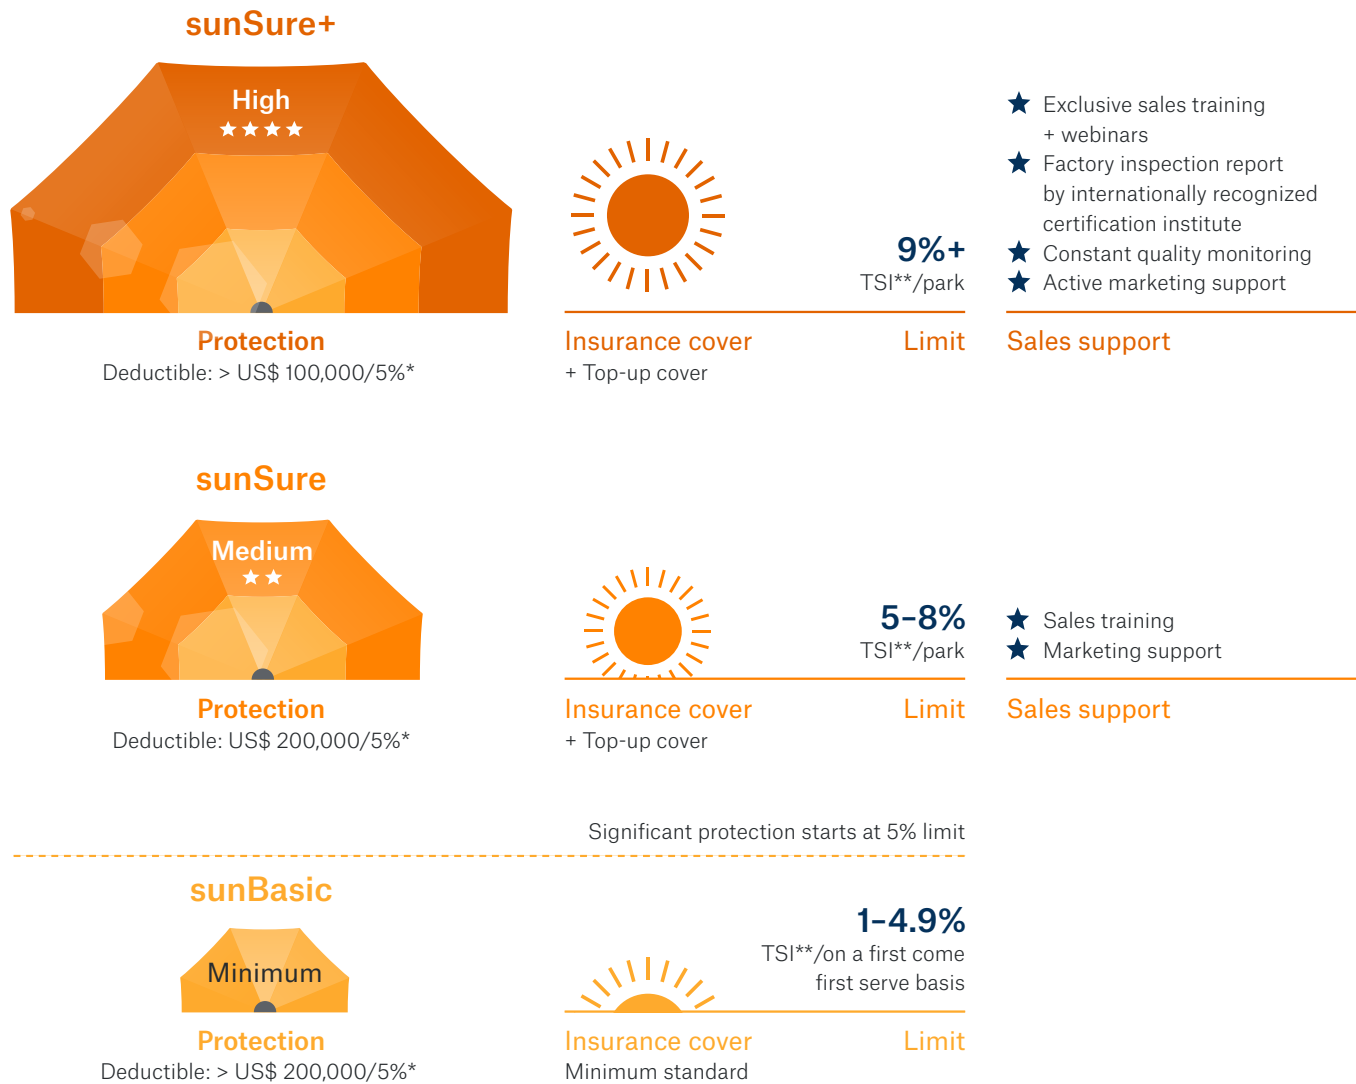 sunSure+
High
Exclusive sales training
+ webinars
Factory inspection report
by internationally recognized
certification institute
Constant quality monitoring
Active marketing support
9%+
TSI**/park
Protection
Deductible: > US$ 100,000/5%*
Insurance cover
+ Top-up cover
Limit
Sales support
sunSure
Medium
5–8%
TSI**/park
Sales training
Marketing support
Protection
Deductible: US$ 200,000/5%*
Insurance cover
+ Top-up cover
Limit
Sales support
Significant protection starts at 5% limit
sunBasic
Minimum
1–4.9%
TSI**/on a first come
first serve basis
Protection
Deductible: > US$ 200,000/5%*
Insurance cover
Minimum standard
Limit